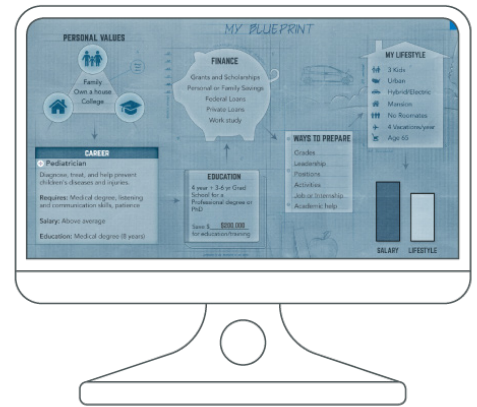 MY BLUEPRINT
PERSONAL VALUES
Family
Own a house
College
FINANCE
Grants and Scholarships
Personal or Family Savings
Federal Loans
Private Loans
Work study
MY LIFESTYLE
3 Kids
Urban
Hybrid/Electric
Mansion
No Roomates
4 Vacations/year
Age 65
CAREER
Pediatrician
Diagnose, treat, and help prevent
children's diseases and injuries.
Requires: Medical degree, listening
and communication skills, patience
Salary: Above average
Education: Medical degree (8 years)
EDUCATION
4 year + 3-6 yr Grad
School for a
Professional degree or
PhD
Save $ $200,000
for education/training
WAYS TO PREPARE
Grades
Leadership
Positions
Activities
Job or Internship
Academic help
SALARY
LIFESTYLE